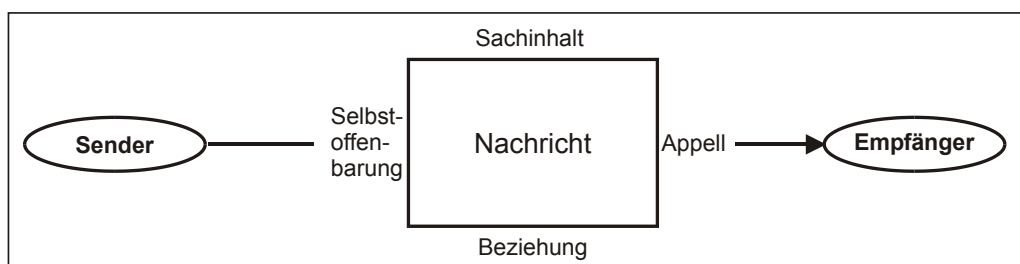 Sachinhalt
Sender
Selbst-
offen-
barung
Nachricht
Appell
Empfänger
Beziehung